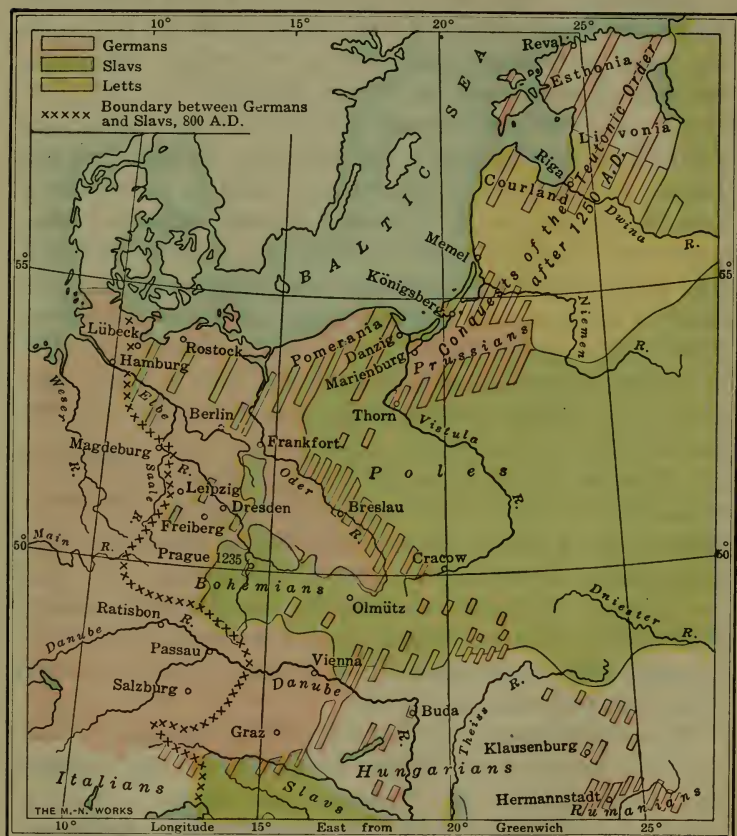 10° 15° 20° 25°
Germans
Slavs
Letts
Boundary between Germans
and Slavs, 800 A.D.
BALTIC SEA
Reval
Esthonia
Livonia
Riga
Courland
Conquests of the Teutonic Order
after 1250 A.D.
Dwina R.
Memel
55° 55°
Königsberg
Niemen R.
Lübeck
Rostock
Pomerania
Danzig
Marienburg
Prussians
Hamburg
Weser R.
Elbe R.
Berlin
Thorn
Vistula R.
Frankfort
Magdeburg
Saale R.
Oder R.
Poles
Leipzig
Dresden
Breslau
Freiberg
Main R.
50° 50°
Prague 1235
Cracow
Bohemians
Olmütz
Dniester R.
Ratisbon
Danube R.
Passau
Vienna
Danube R.
Salzburg
Buda
Theiss R.
Graz
Klausenburg
Hungarians
Italians
Slavs
Hermannstadt
Rumanians
THE M.-N. WORKS
10° Longitude 15° East from 20° Greenwich 25°